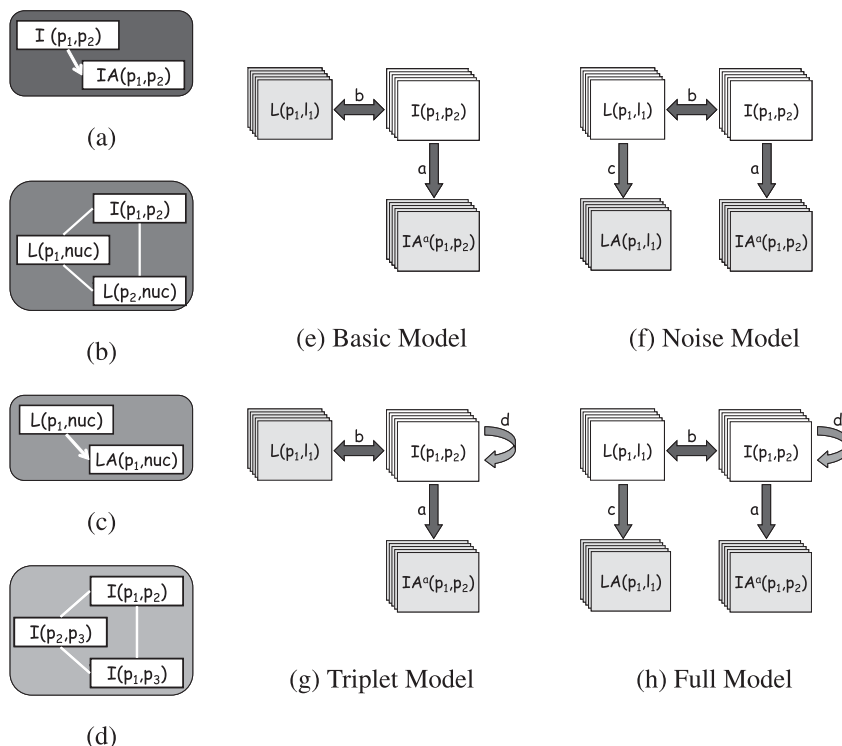 I (p₁,p₂)
IA(p₁,p₂)
(a)
I(p₁,p₂)
L(p₁,nuc)
L(p₂,nuc)
(b)
L(p₁,nuc)
LA(p₁,nuc)
(c)
I(p₁,p₂)
I(p₂,p₃)
I(p₁,p₃)
(d)
L(p₁,l₁) b I(p₁,p₂)
a
IAᵃ(p₁,p₂)
(e) Basic Model
L(p₁,l₁) b I(p₁,p₂)
c a
LA(p₁,l₁) IAᵃ(p₁,p₂)
(f) Noise Model
L(p₁,l₁) b I(p₁,p₂) d
a
IAᵃ(p₁,p₂)
(g) Triplet Model
L(p₁,l₁) b I(p₁,p₂) d
c a
LA(p₁,l₁) IAᵃ(p₁,p₂)
(h) Full Model